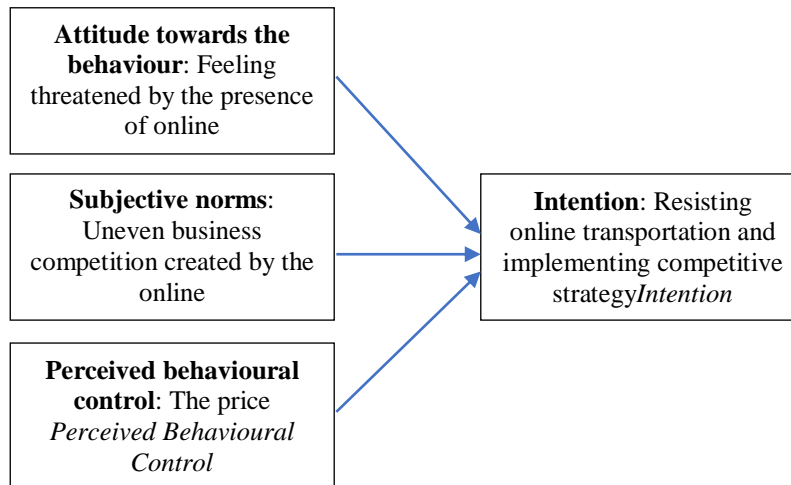 Attitude towards the
behaviour: Feeling
threatened by the presence
of online
Subjective norms:
Uneven business
competition created by the
online
Intention: Resisting
online transportation and
implementing competitive
strategyIntention
Perceived behavioural
control: The price
Perceived Behavioural
Control